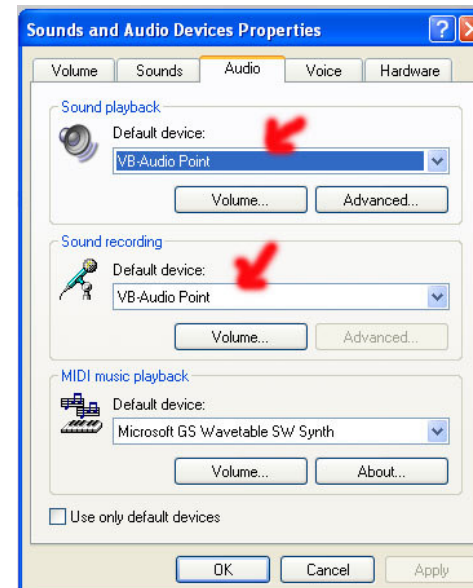 Sounds and Audio Devices Properties
?
Volume Sounds Audio Voice Hardware
Sound playback
Default device:
VB-Audio Point
Volume... Advanced...
Sound recording
Default device:
VB-Audio Point
Volume... Advanced...
MIDI music playback
Default device:
Microsoft GS Wavetable SW Synth
Volume... About...
Use only default devices
OK Cancel Apply